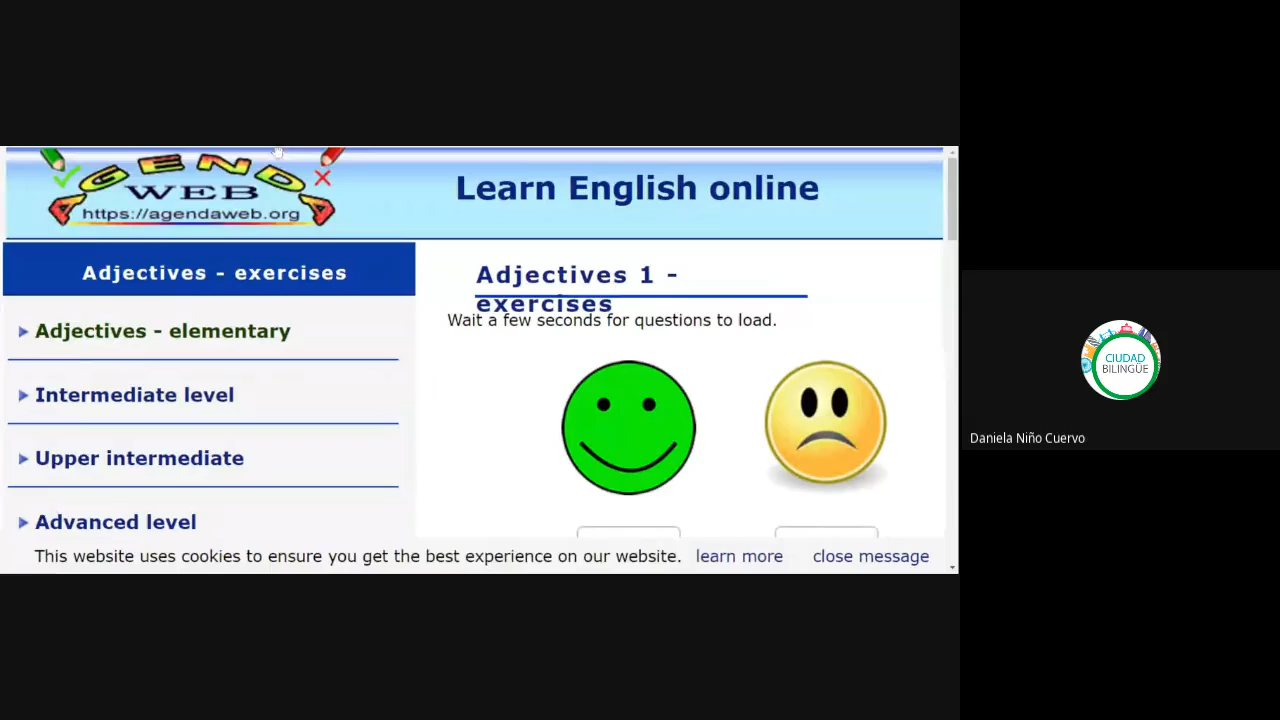 AGENDA
WEB
https://agendaweb.org
Learn English online
Adjectives - exercises
Adjectives - elementary
Intermediate level
Upper intermediate
Advanced level
Adjectives 1 -
exercises
Wait a few seconds for questions to load.
This website uses cookies to ensure you get the best experience on our website. learn more close message
CIUDAD
BILINGÜE
Daniela Niño Cuervo